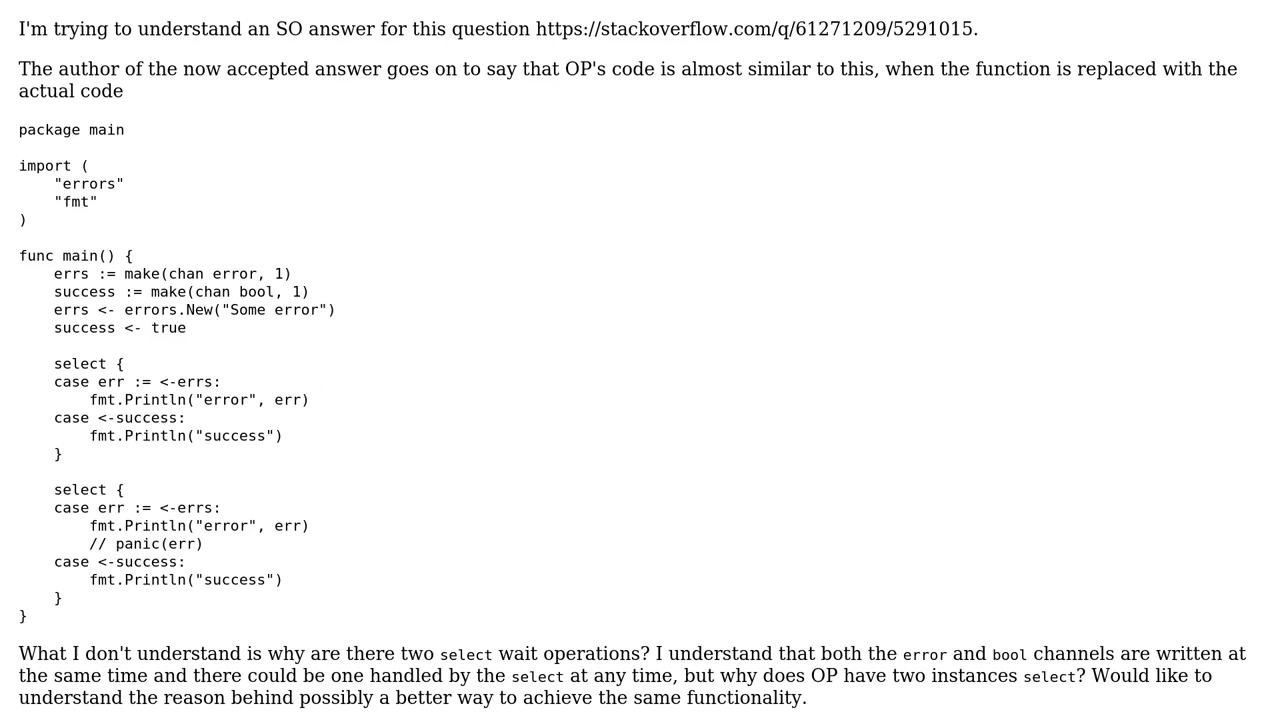 I'm trying to understand an SO answer for this question https://stackoverflow.com/q/61271209/5291015.
The author of the now accepted answer goes on to say that OP's code is almost similar to this, when the function is replaced with the
actual code
package main
import (
    "errors"
    "fmt"
)
func main() {
    errs := make(chan error, 1)
    success := make(chan bool, 1)
    errs <- errors.New("Some error")
    success <- true
    select {
    case err := <-errs:
        fmt.Println("error", err)
    case <-success:
        fmt.Println("success")
    }
    select {
    case err := <-errs:
        fmt.Println("error", err)
        // panic(err)
    case <-success:
        fmt.Println("success")
    }
}
What I don't understand is why are there two select wait operations? I understand that both the error and bool channels are written at
the same time and there could be one handled by the select at any time, but why does OP have two instances select? Would like to
understand the reason behind possibly a better way to achieve the same functionality.